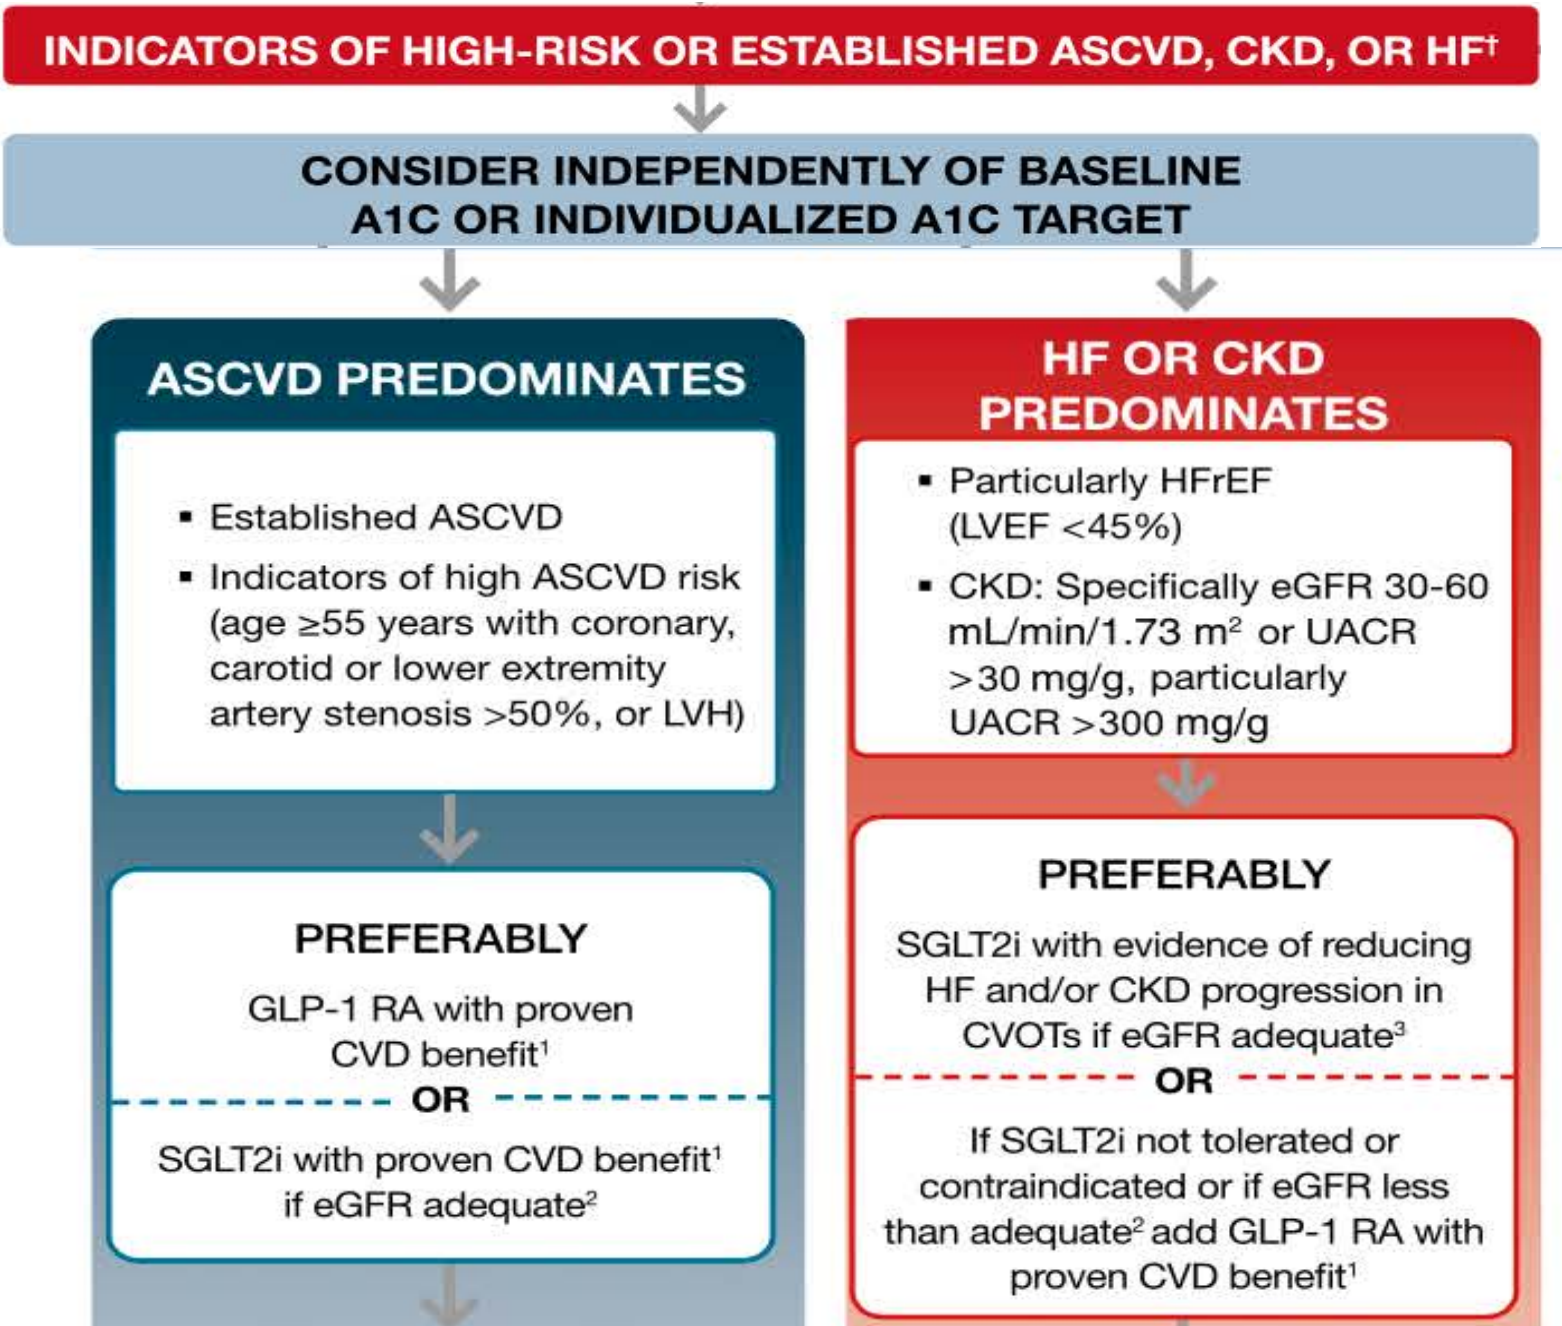 INDICATORS OF HIGH-RISK OR ESTABLISHED ASCVD, CKD, OR HF†
CONSIDER INDEPENDENTLY OF BASELINE
A1C OR INDIVIDUALIZED A1C TARGET
ASCVD PREDOMINATES
▪ Established ASCVD
▪ Indicators of high ASCVD risk
(age ≥55 years with coronary,
carotid or lower extremity
artery stenosis >50%, or LVH)
PREFERABLY
GLP-1 RA with proven
CVD benefit¹
OR
SGLT2i with proven CVD benefit¹
if eGFR adequate²
HF OR CKD
PREDOMINATES
▪ Particularly HFrEF
(LVEF <45%)
▪ CKD: Specifically eGFR 30-60
mL/min/1.73 m² or UACR
>30 mg/g, particularly
UACR >300 mg/g
PREFERABLY
SGLT2i with evidence of reducing
HF and/or CKD progression in
CVOTs if eGFR adequate³
OR
If SGLT2i not tolerated or
contraindicated or if eGFR less
than adequate² add GLP-1 RA with
proven CVD benefit¹